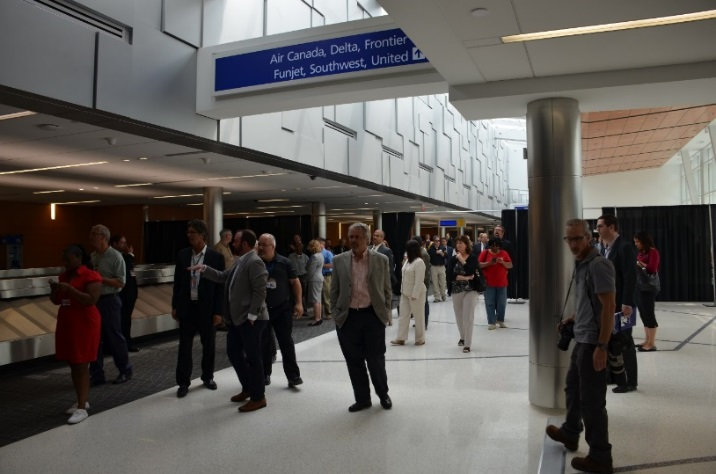 Air Canada, Delta, Frontier
Funjet, Southwest, United